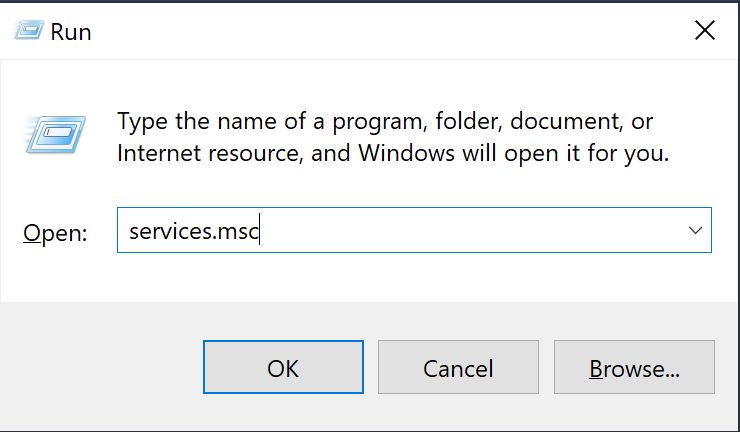 Run
Type the name of a program, folder, document, or
Internet resource, and Windows will open it for you.
Open: services.msc
OK Cancel Browse...